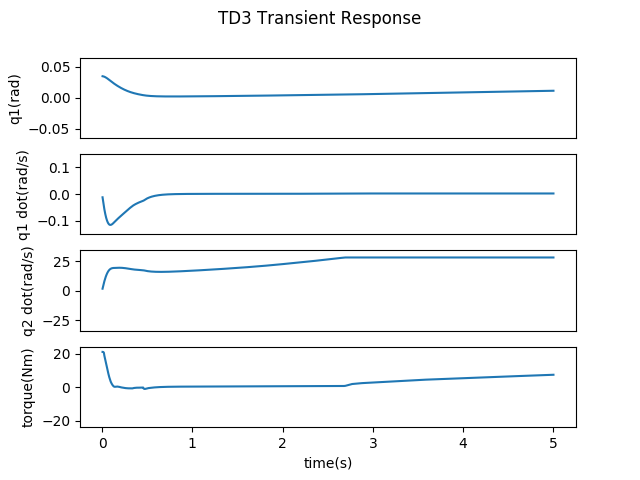 TD3 Transient Response
q1(rad)
0.05
0.00
−0.05
q1 dot(rad/s)
0.1
0.0
−0.1
q2 dot(rad/s)
25
0
−25
torque(Nm)
20
0
−20
0 1 2 3 4 5
time(s)